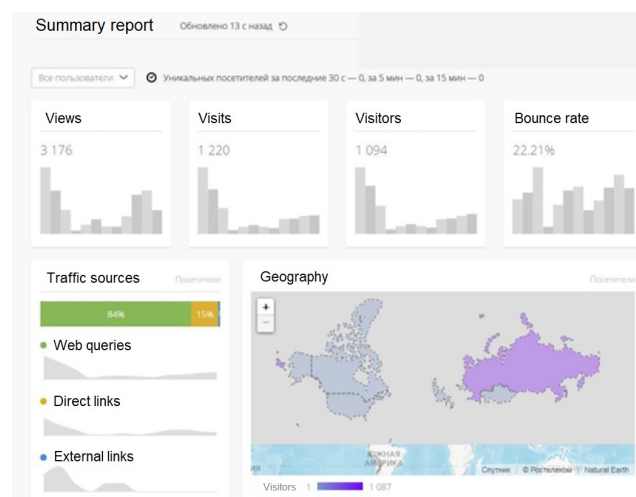 Summary report
Обновлено 13 с назад
Все пользователи
Уникальных посетителей за последние 30 с — 0, за 5 мин — 0, за 15 мин — 0
Views
Visits
Visitors
Bounce rate
3 176
1 220
1 094
22.21%
Traffic sources
Посетители
Geography
Посетители
84%
15%
+
−
Web queries
Direct links
External links
ЮЖНАЯ
АМЕРИКА
Спутник | © Ростелеком | Natural Earth
Visitors 1 1 087